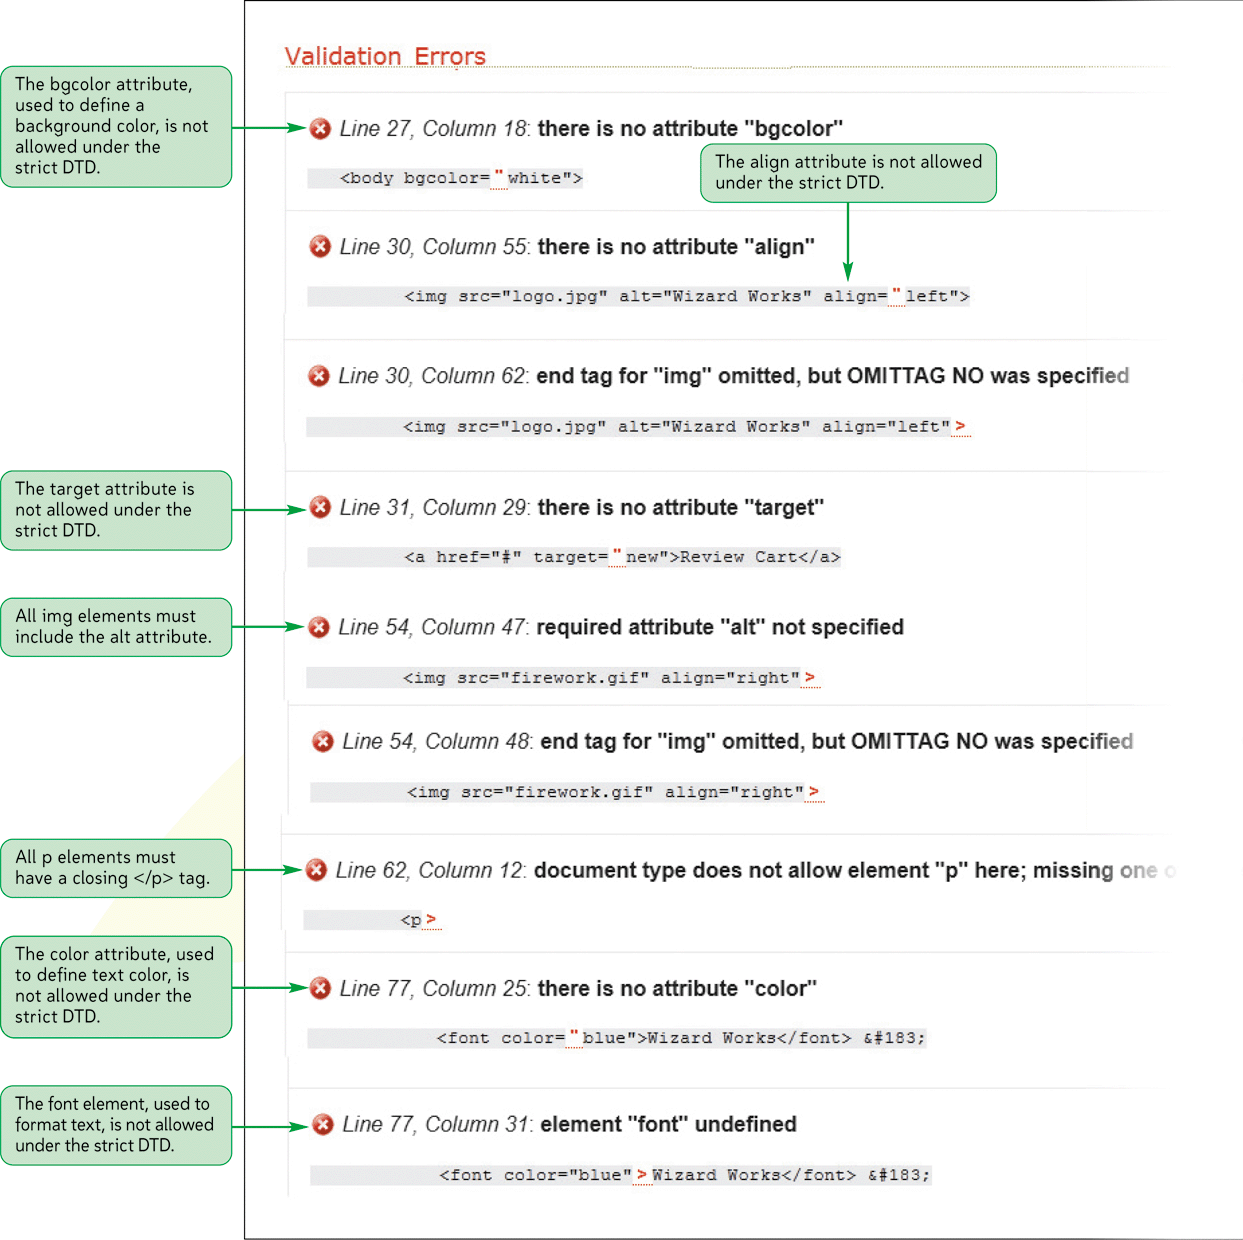 Validation Errors
The bgcolor attribute,
used to define a
background color, is not
allowed under the
strict DTD.
Line 27, Column 18: there is no attribute "bgcolor"
<body bgcolor="white">
The align attribute is not allowed
under the strict DTD.
Line 30, Column 55: there is no attribute "align"
<img src="logo.jpg" alt="Wizard Works" align="left">
Line 30, Column 62: end tag for "img" omitted, but OMITTAG NO was specified
<img src="logo.jpg" alt="Wizard Works" align="left">
The target attribute is
not allowed under the
strict DTD.
Line 31, Column 29: there is no attribute "target"
<a href="#" target="new">Review Cart</a>
All img elements must
include the alt attribute.
Line 54, Column 47: required attribute "alt" not specified
<img src="firework.gif" align="right">
Line 54, Column 48: end tag for "img" omitted, but OMITTAG NO was specified
<img src="firework.gif" align="right">
All p elements must
have a closing </p> tag.
Line 62, Column 12: document type does not allow element "p" here; missing one
<p>
The color attribute, used
to define text color, is
not allowed under the
strict DTD.
Line 77, Column 25: there is no attribute "color"
<font color="blue">Wizard Works</font> &#183;
The font element, used to
format text, is not allowed
under the strict DTD.
Line 77, Column 31: element "font" undefined
<font color="blue">Wizard Works</font> &#183;